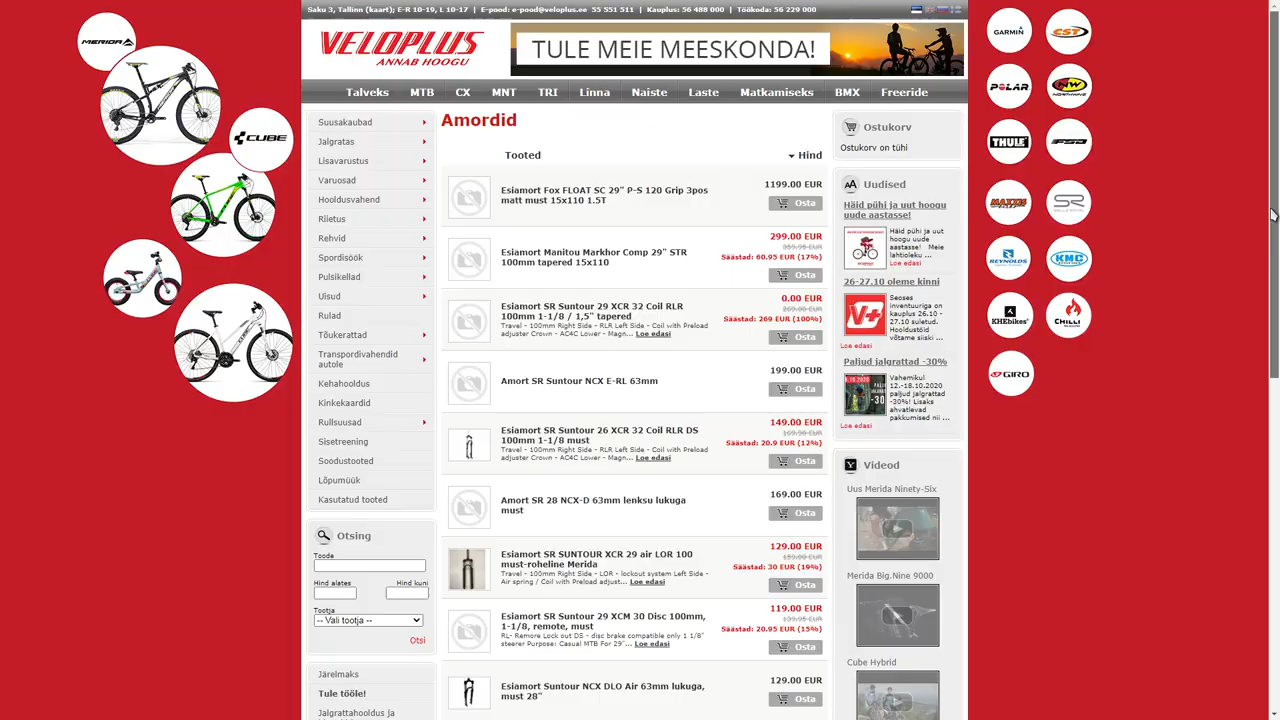 Saku 3, Tallinn (kaart); E-R 10-19, L 10-17 | E-pood: e-pood@veloplus.ee 55 551 511 | Kauplus: 56 488 000 | Töökoda: 56 229 000
VELOPLUS
ANNAB HOOGU
TULE MEIE MEESKONDA!
Talveks MTB CX MNT TRI Linna Naiste Laste Matkamiseks BMX Freeride
MERIDA
CUBE
Suusakaubad
Jalgratas
Lisavarustus
Varuosad
Hooldusvahend
Riietus
Rehvid
Spordisöök
Pulsikellad
Uisud
Rulad
Tõukerattad
Transpordivahendid
autole
Kehahooldus
Kinkekaardid
Rullsuusad
Sisetreening
Soodustooted
Lõpumüük
Kasutatud tooted
Otsing
Toode
Hind alates Hind kuni
Tootja
-- Vali tootja --
Otsi
Järelmaks
Tule tööle!
Jalgrattahooldus ja
Amordid
Tooted Hind
Esiamort Fox FLOAT SC 29" P-S 120 Grip 3pos
matt must 15x110 1.5T
1199.00 EUR
Osta
Esiamort Manitou Markhor Comp 29" STR
100mm tapered 15x110
299.00 EUR
359.95 EUR
Säästad: 60.95 EUR (17%)
Osta
Esiamort SR Suntour 29 XCR 32 Coil RLR
100mm 1-1/8 / 1,5" tapered
Travel - 100mm Right Side - RLR Left Side - Coil with Preload
adjuster Crown - AC4C Lower - Magn... Loe edasi
0.00 EUR
269.00 EUR
Säästad: 269 EUR (100%)
Osta
Amort SR Suntour NCX E-RL 63mm
199.00 EUR
Osta
Esiamort SR Suntour 26 XCR 32 Coil RLR DS
100mm 1-1/8 must
Travel - 100mm Right Side - RLR Left Side - Coil with Preload
adjuster Crown - AC4C Lower - Magn... Loe edasi
149.00 EUR
169.90 EUR
Säästad: 20.9 EUR (12%)
Osta
Amort SR 28 NCX-D 63mm lenksu lukuga
must
169.00 EUR
Osta
Esiamort SR SUNTOUR XCR 29 air LOR 100
must-roheline Merida
Travel - 100mm Right Side - LOR - lockout system Left Side -
Air spring / Coil with Preload adjust... Loe edasi
129.00 EUR
159.00 EUR
Säästad: 30 EUR (19%)
Osta
Esiamort SR Suntour 29 XCM 30 Disc 100mm,
1-1/8, remote, must
RL- Remote Lock out DS - disc brake compatible only 1 1/8"
steerer Purpose: Casual MTB For 29"... Loe edasi
119.00 EUR
139.95 EUR
Säästad: 20.95 EUR (15%)
Osta
Esiamort Suntour NCX DLO Air 63mm lukuga,
must 28"
129.00 EUR
Osta
Ostukorv
Ostukorv on tühi
Uudised
Häid pühi ja uut hoogu
uude aastasse!
Häid pühi ja uut
hoogu uude
aastasse! Meie
lahtioleku ...
Loe edasi
26-27.10 oleme kinni
Seoses
inventuuriga on
kauplus 26.10 -
27.10 suletud.
Hooldustöid
võtame siiski ...
Loe edasi
Paljud jalgrattad -30%
Vahemikul
12.-18.10.2020
paljud jalgrattad
-30%! Lisaks
ahvatlevad
pakkumised nii ...
Loe edasi
Videod
Uus Merida Ninety-Six
Merida Big.Nine 9000
Cube Hybrid
GARMIN
CST
POLAR
NORTHWAVE
THULE
FSA
MAXXIS
SR
SELLE ROYAL
REYNOLDS
KMC
KHEbikes
CHILLI
GIRO